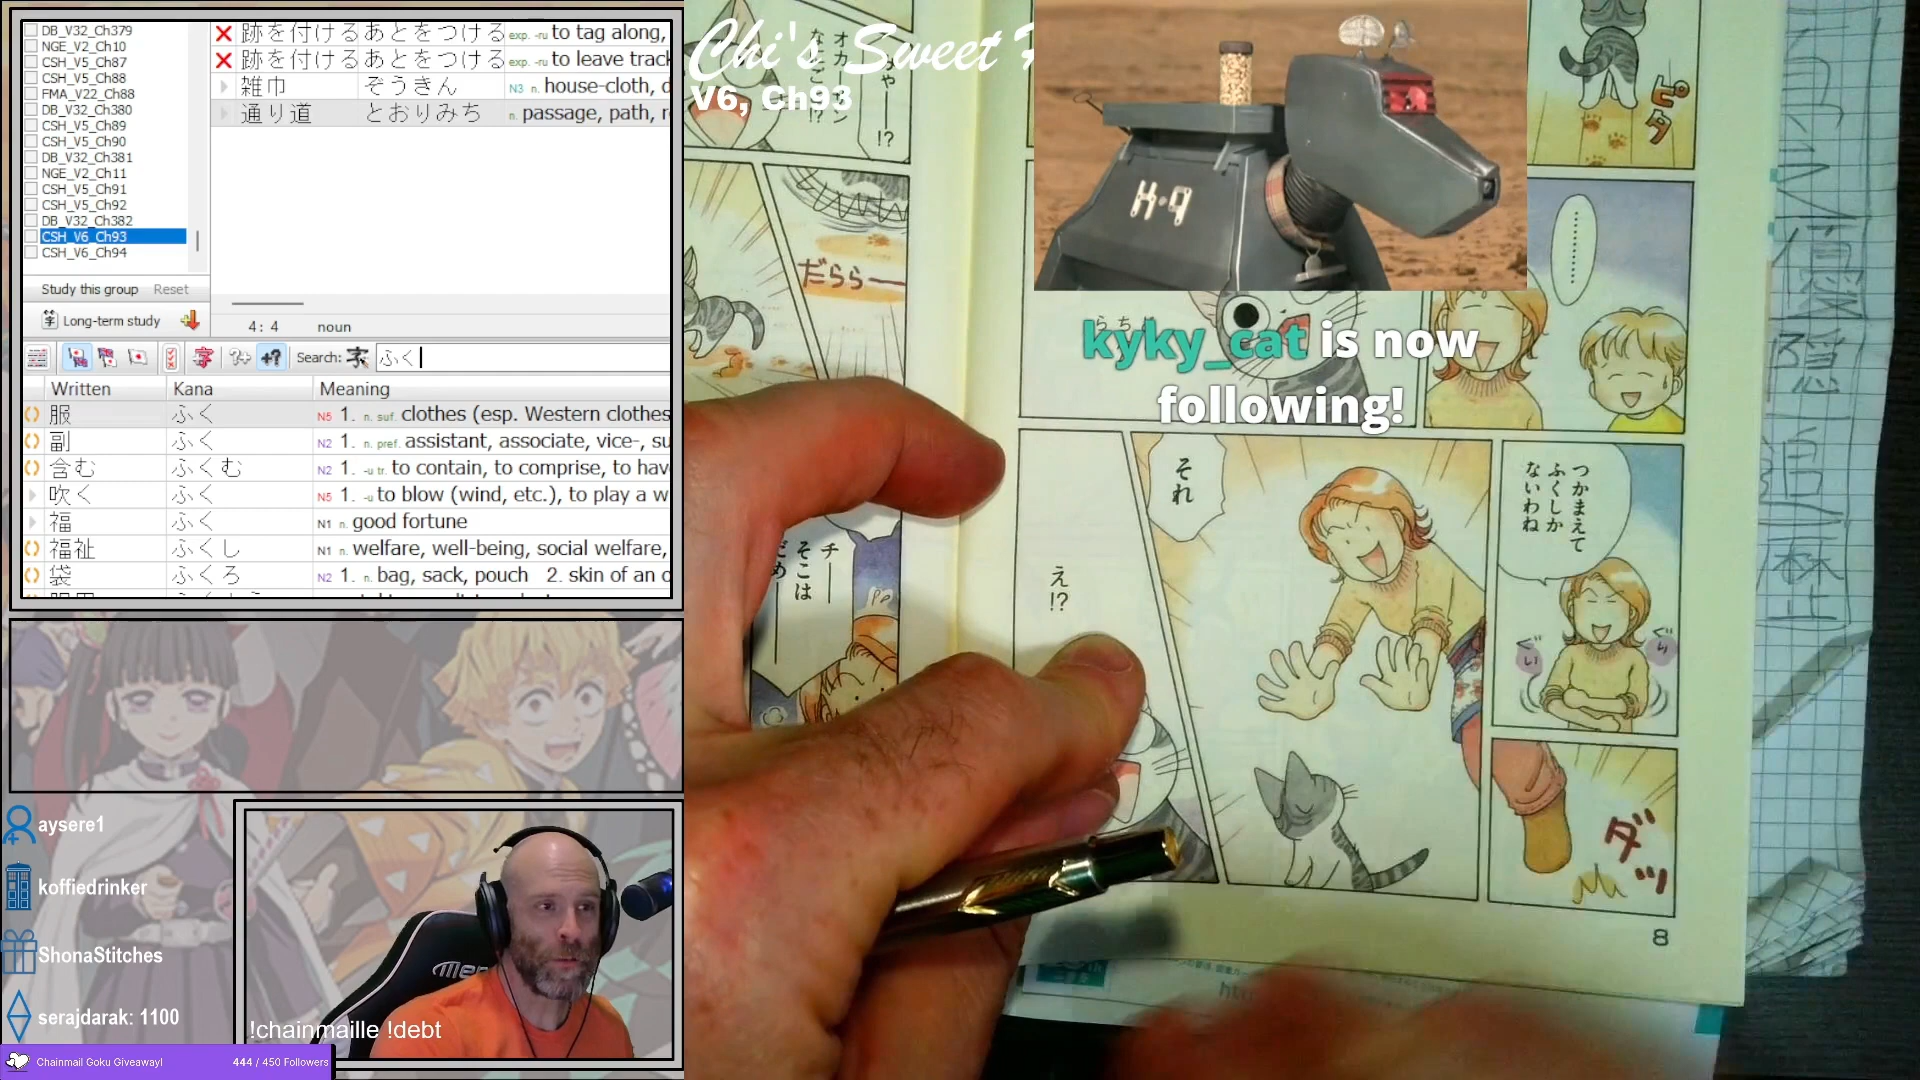 DB_V32_Ch379
NGE_V2_Ch10
CSH_V5_Ch87
CSH_V5_Ch88
FMA_V22_Ch88
DB_V32_Ch380
CSH_V5_Ch89
CSH_V5_Ch90
DB_V32_Ch381
NGE_V2_Ch11
CSH_V5_Ch91
CSH_V5_Ch92
DB_V32_Ch382
CSH_V6_Ch93
CSH_V6_Ch94
Study this group Reset
Long-term study
跡を付ける あとをつける exp. -ru to tag along,
跡を付ける あとをつける exp. -ru to leave track
雑巾 ぞうきん N3 n. house-cloth, d
通り道 とおりみち n. passage, path, r
4: 4 noun
Search: ふく
Written Kana Meaning
服 ふく N5 1. n. suf. clothes (esp. Western clothes
副 ふく N2 1. n. pref. assistant, associate, vice-, su
含む ふくむ N2 1. -u tr. to contain, to comprise, to hav
吹く ふく N5 1. -u to blow (wind, etc.), to play a w
福 ふく N1 n. good fortune
福祉 ふくし N1 n. welfare, well-being, social welfare,
袋 ふくろ N2 1. n. bag, sack, pouch 2. skin of an o
Chi's Sweet
V6, Ch93
K-9
kyky_cat is now
following!
ピタ
………
つかまえて
ふくしか
ないわね
ぐい
ぐり
ダッ
それ
え!?
だらら—
チ——
そこは
8
aysere1
koffiedrinker
ShonaStitches
serajdarak: 1100
!chainmaille !debt
Chainmail Goku Giveaway! 444 / 450 Followers